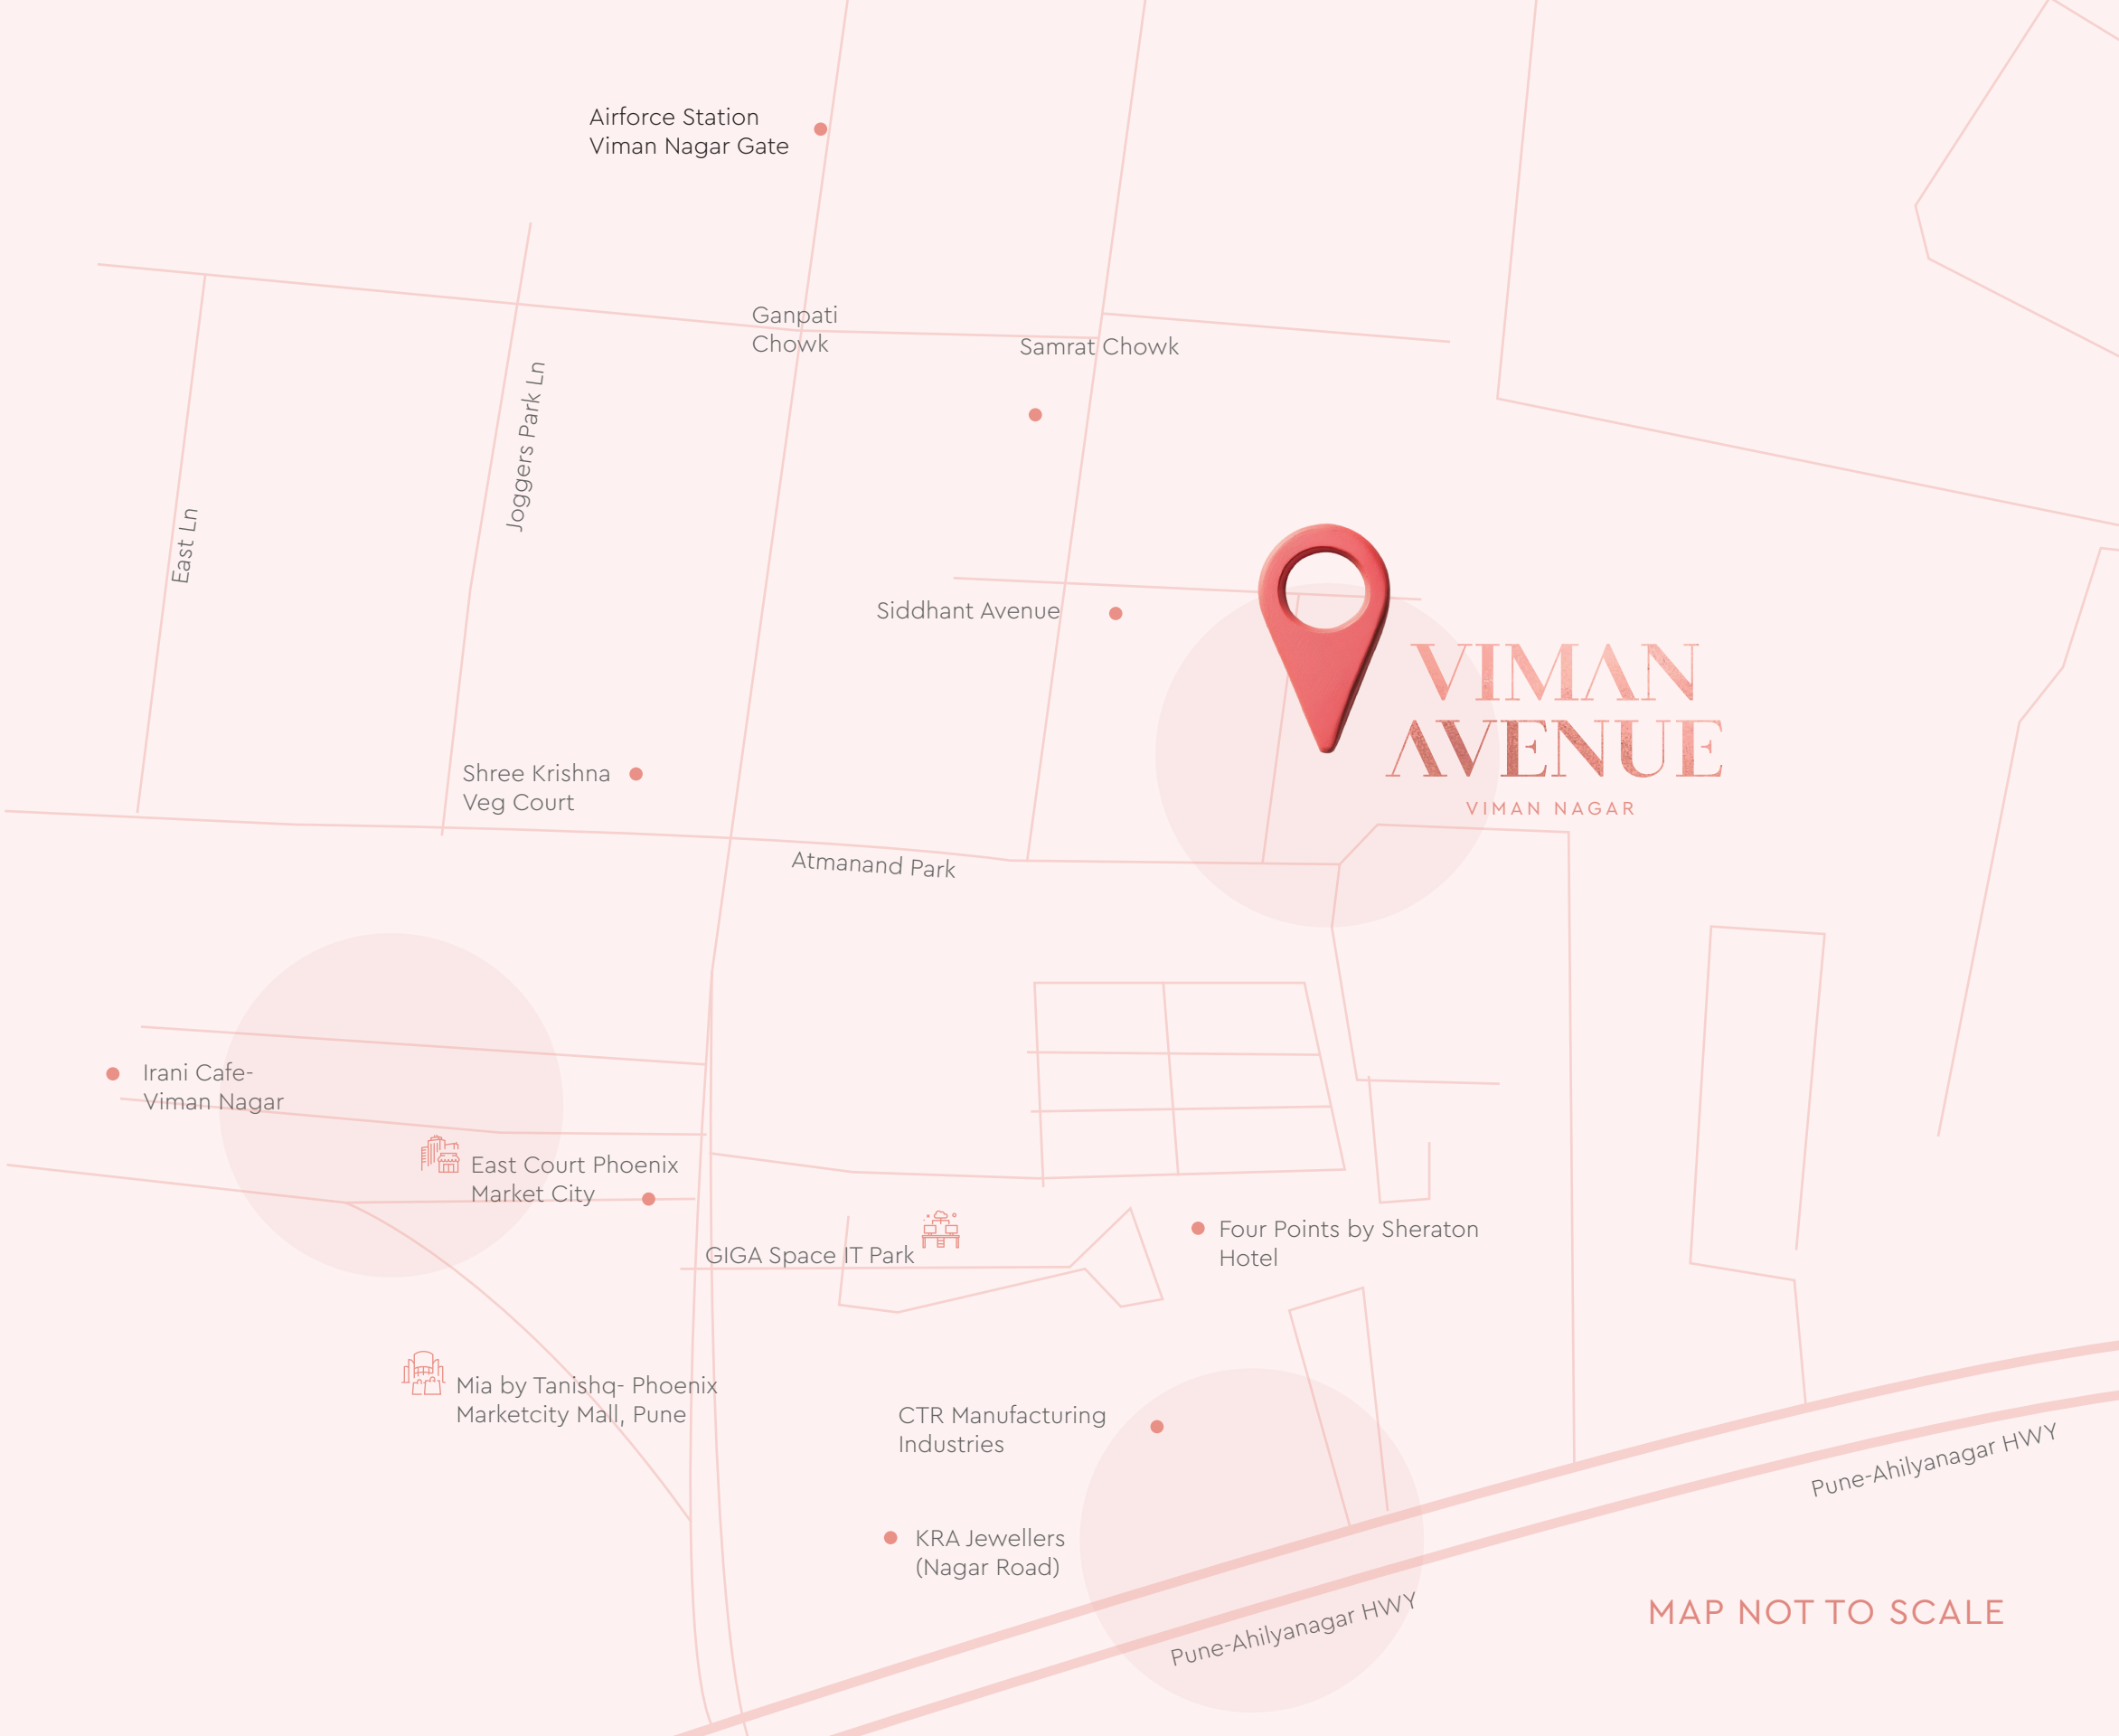 Airforce Station
Viman Nagar Gate
Ganpati
Chowk
Samrat Chowk
Joggers Park Ln
East Ln
Siddhant Avenue
VIMAN
AVENUE
VIMAN NAGAR
Shree Krishna
Veg Court
Atmanand Park
Irani Cafe-
Viman Nagar
East Court Phoenix
Market City
GIGA Space IT Park
Four Points by Sheraton
Hotel
Mia by Tanishq- Phoenix
Marketcity Mall, Pune
CTR Manufacturing
Industries
Pune-Ahilyanagar HWY
KRA Jewellers
(Nagar Road)
Pune-Ahilyanagar HWY
MAP NOT TO SCALE